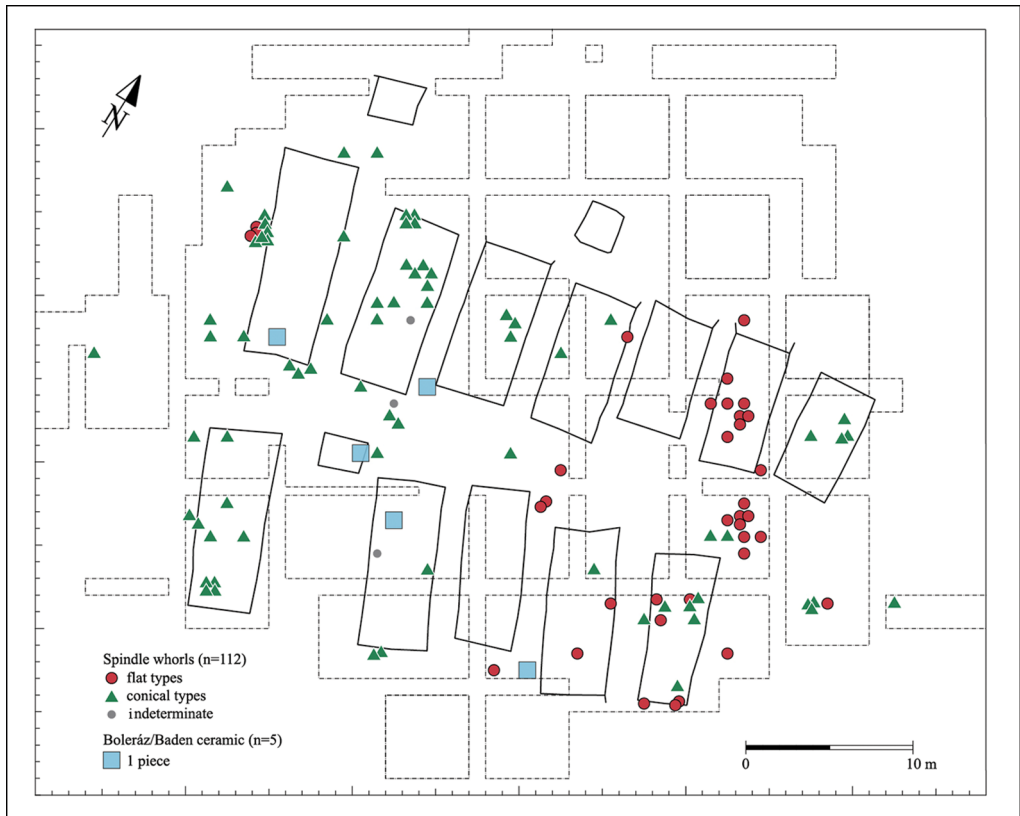 N
Spindle whorls (n=112)
flat types
conical types
indeterminate
Boleráz/Baden ceramic (n=5)
1 piece
0 10 m